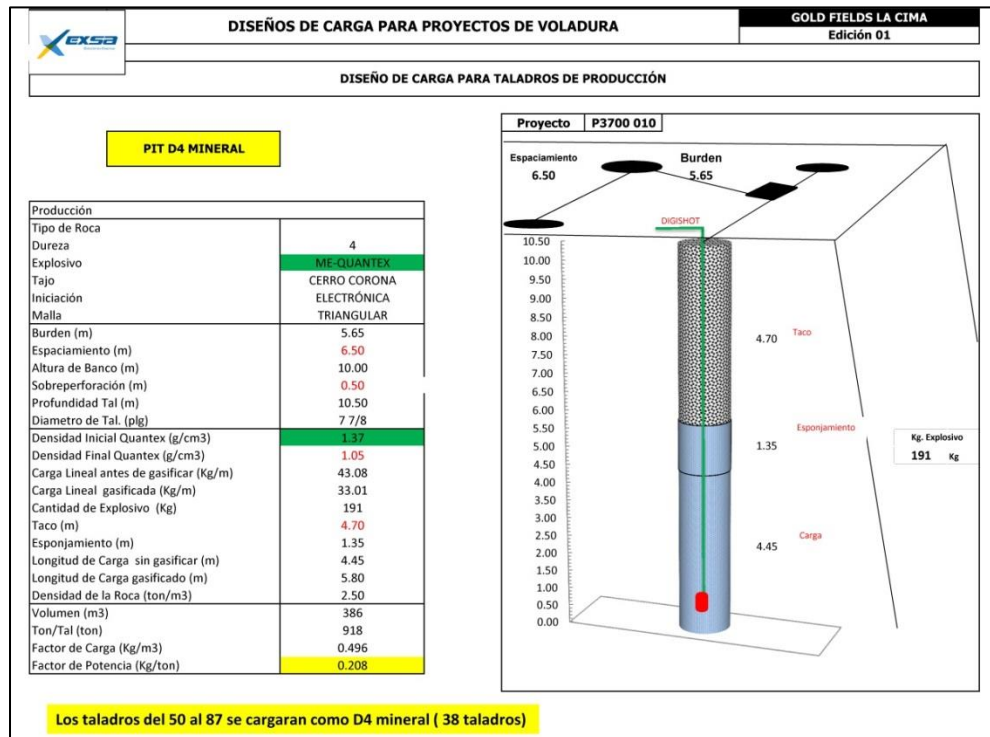 exsa
DISEÑOS DE CARGA PARA PROYECTOS DE VOLADURA
GOLD FIELDS LA CIMA
Edición 01
DISEÑO DE CARGA PARA TALADROS DE PRODUCCIÓN
PIT D4 MINERAL
Producción
Tipo de Roca
Dureza 4
Explosivo ME-QUANTEX
Tajo CERRO CORONA
Iniciación ELECTRÓNICA
Malla TRIANGULAR
Burden (m) 5.65
Espaciamiento (m) 6.50
Altura de Banco (m) 10.00
Sobreperforación (m) 0.50
Profundidad Tal (m) 10.50
Diametro de Tal. (plg) 7 7/8
Densidad Inicial Quantex (g/cm3) 1.37
Densidad Final Quantex (g/cm3) 1.05
Carga Lineal antes de gasificar (Kg/m) 43.08
Carga Lineal gasificada (Kg/m) 33.01
Cantidad de Explosivo (Kg) 191
Taco (m) 4.70
Esponjamiento (m) 1.35
Longitud de Carga sin gasificar (m) 4.45
Longitud de Carga gasificado (m) 5.80
Densidad de la Roca (ton/m3) 2.50
Volumen (m3) 386
Ton/Tal (ton) 918
Factor de Carga (Kg/m3) 0.496
Factor de Potencia (Kg/ton) 0.208
Proyecto P3700 010
Espaciamiento
6.50
Burden
5.65
DIGISHOT
10.50
10.00
9.50
9.00
8.50
8.00
7.50
7.00
6.50
6.00
5.50
5.00
4.50
4.00
3.50
3.00
2.50
2.00
1.50
1.00
0.50
0.00
4.70 Taco
1.35 Esponjamiento
4.45 Carga
Kg. Explosivo
191 Kg
Los taladros del 50 al 87 se cargaran como D4 mineral ( 38 taladros)